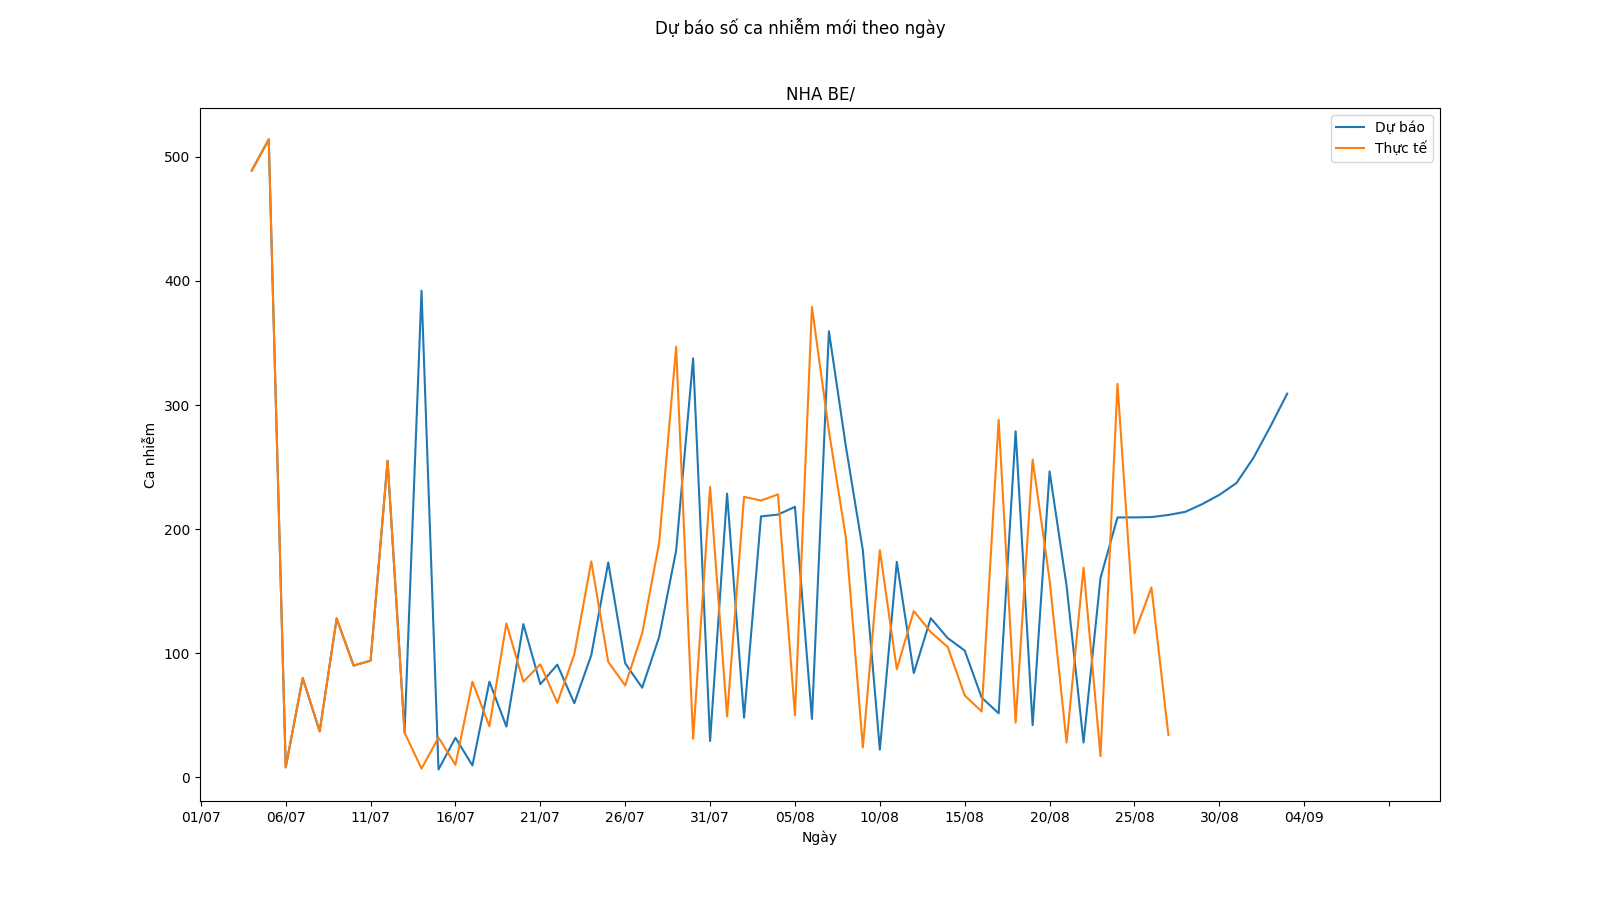 Dự báo số ca nhiễm mới theo ngày
NHA BE/
Dự báo
Thực tế
500
400
300
200
100
0
Ca nhiễm
01/07 06/07 11/07 16/07 21/07 26/07 31/07 05/08 10/08 15/08 20/08 25/08 30/08 04/09
Ngày